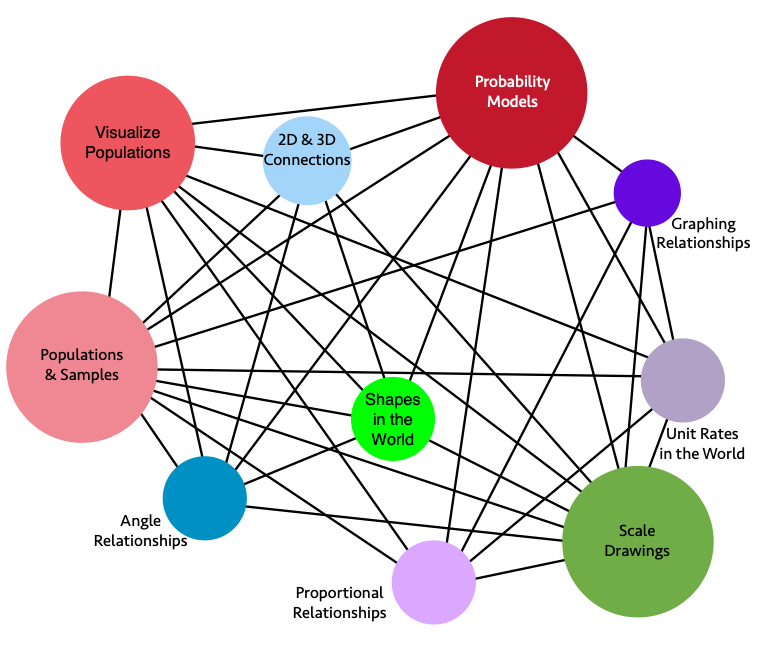 Probability
Models
Visualize
Populations
2D & 3D
Connections
Graphing
Relationships
Populations
& Samples
Shapes
in the
World
Unit Rates
in the World
Angle
Relationships
Scale
Drawings
Proportional
Relationships